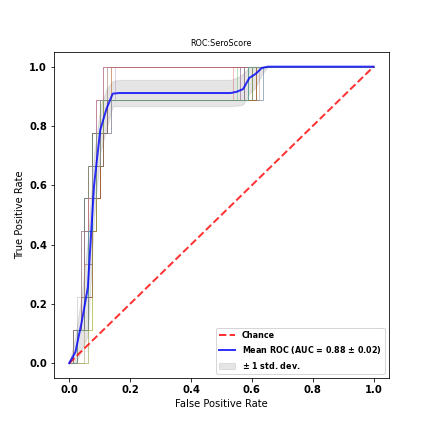 ROC:SeroScore
True Positive Rate
1.0
0.8
0.6
0.4
0.2
0.0
Chance
Mean ROC (AUC = 0.88 ± 0.02)
± 1 std. dev.
0.0 0.2 0.4 0.6 0.8 1.0
False Positive Rate